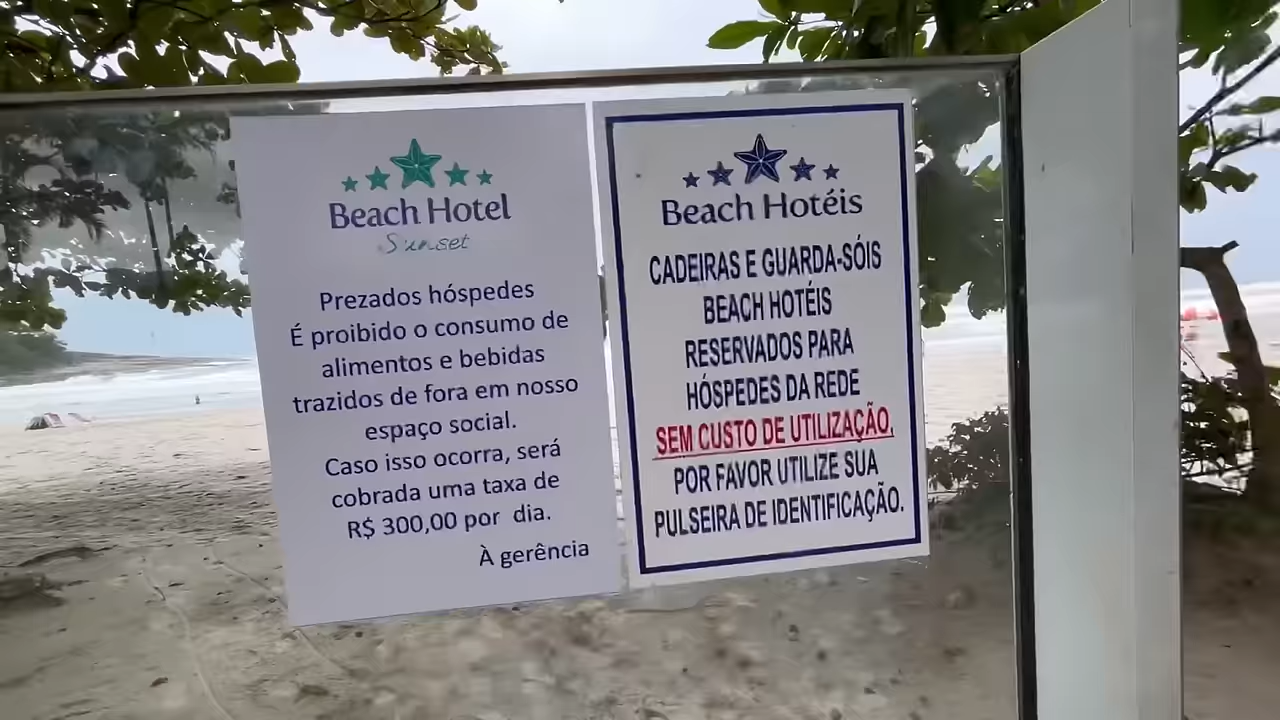 Beach Hotel
Sunset
Prezados hóspedes
É proibido o consumo de
alimentos e bebidas
trazidos de fora em nosso
espaço social.
Caso isso ocorra, será
cobrada uma taxa de
R$ 300,00 por dia.
À gerência
Beach Hotéis
CADEIRAS E GUARDA-SÓIS
BEACH HOTÉIS
RESERVADOS PARA
HÓSPEDES DA REDE
SEM CUSTO DE UTILIZAÇÃO,
POR FAVOR UTILIZE SUA
PULSEIRA DE IDENTIFICAÇÃO.